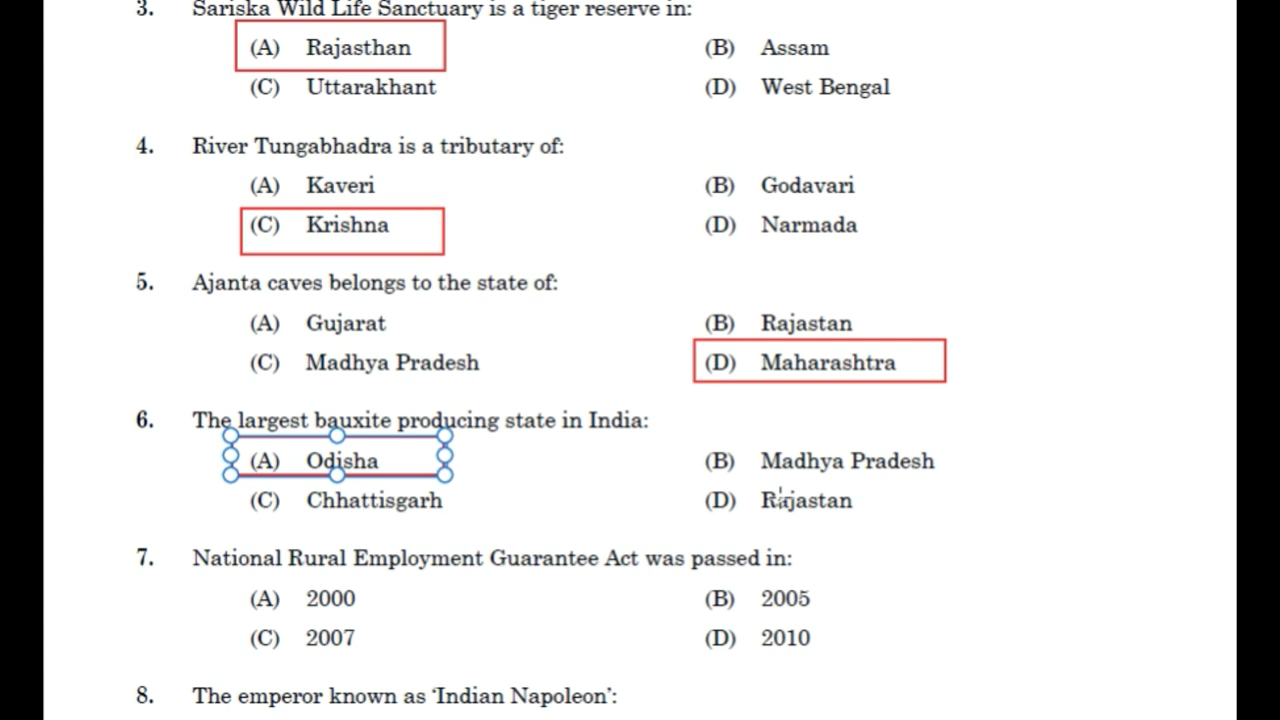 3. Sariska Wild Life Sanctuary is a tiger reserve in:
(A) Rajasthan (B) Assam
(C) Uttarakhant (D) West Bengal
4. River Tungabhadra is a tributary of:
(A) Kaveri (B) Godavari
(C) Krishna (D) Narmada
5. Ajanta caves belongs to the state of:
(A) Gujarat (B) Rajastan
(C) Madhya Pradesh (D) Maharashtra
6. The largest bauxite producing state in India:
(A) Odisha (B) Madhya Pradesh
(C) Chhattisgarh (D) Rajastan
7. National Rural Employment Guarantee Act was passed in:
(A) 2000 (B) 2005
(C) 2007 (D) 2010
8. The emperor known as ‘Indian Napoleon’: